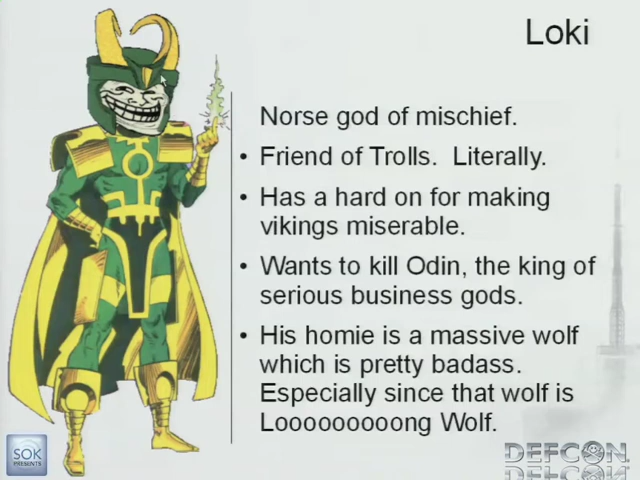 Loki
Norse god of mischief.
• Friend of Trolls. Literally.
• Has a hard on for making
vikings miserable.
• Wants to kill Odin, the king of
serious business gods.
• His homie is a massive wolf
which is pretty badass.
Especially since that wolf is
Looooooooong Wolf.
SOK
PRESENTS
DEFCON